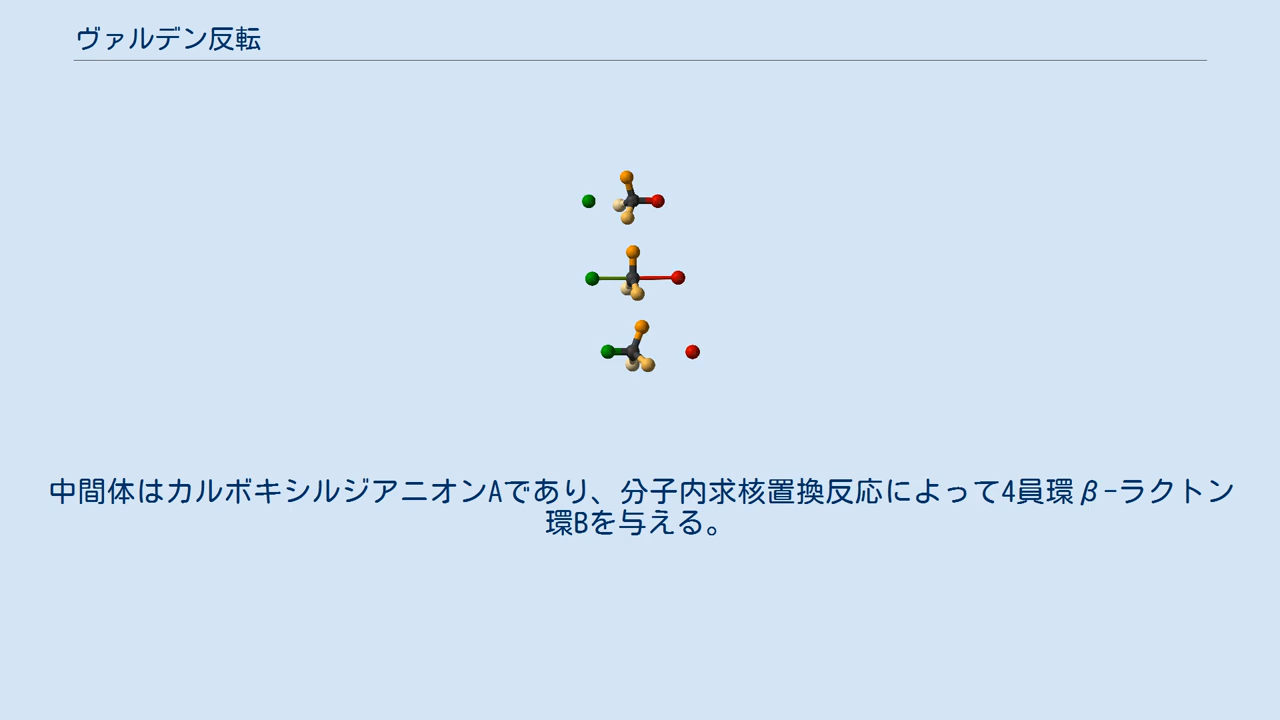 ヴァルデン反転
中間体はカルボキシルジアニオンAであり、分子内求核置換反応によって4員環β-ラクトン
環Bを与える。